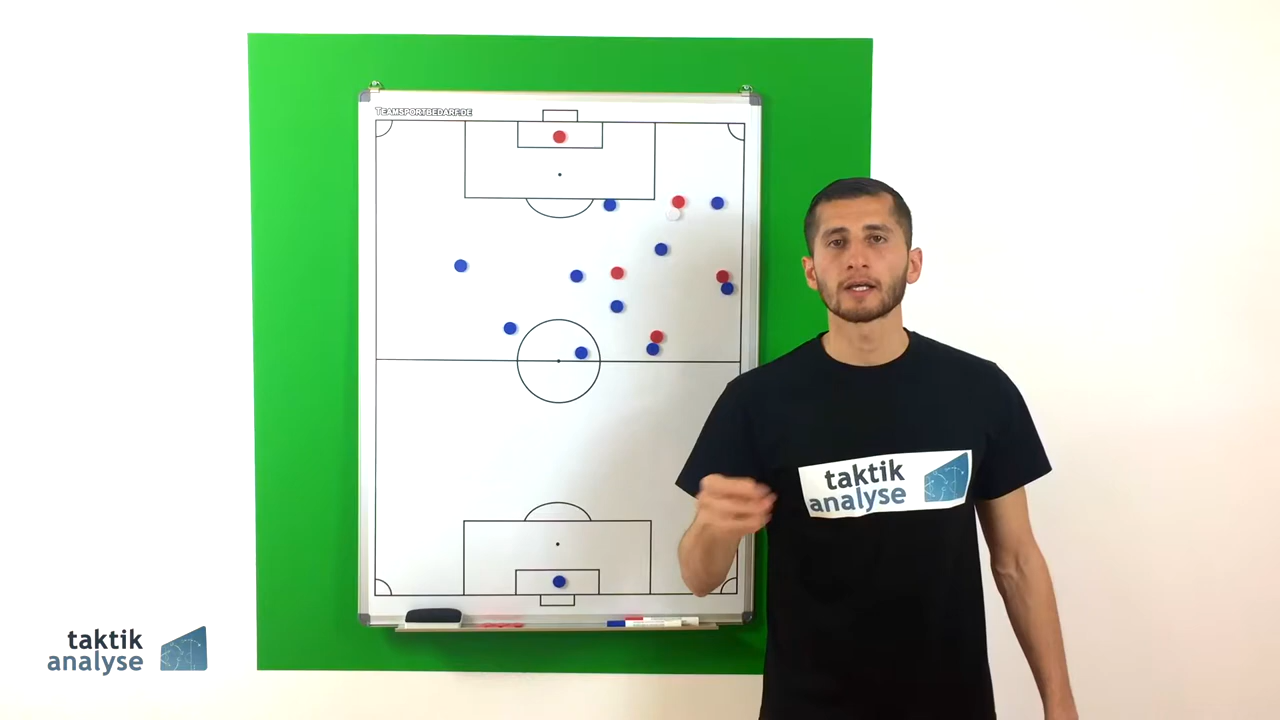 TEAMSPORTBEDARF.DE
taktik
analyse
taktik
analyse